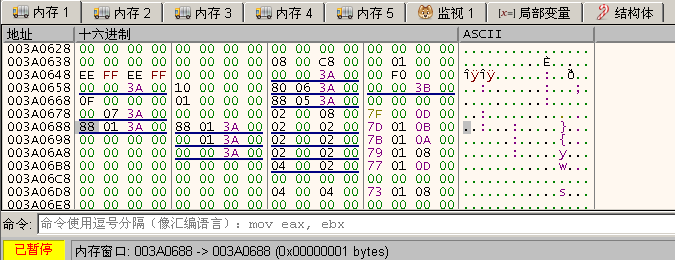 内存 1 内存 2 内存 3 内存 4 内存 5 监视 1 [x=] 局部变量 结构体
地址 十六进制 ASCII
003A0628 00 00 00 00 00 00 00 00 00 00 00 00 00 00 00 00 ................
003A0638 00 00 00 00 00 00 00 00 08 00 C8 00 00 01 00 00 ..........È.....
003A0648 EE FF EE FF 00 00 00 00 00 00 3A 00 00 F0 00 00 îÿîÿ......:..ð..
003A0658 00 00 3A 00 10 00 00 00 80 06 3A 00 00 00 3B 00 ..:.......:...;.
003A0668 0F 00 00 00 01 00 00 00 88 05 3A 00 00 00 00 00 ..........:.....
003A0678 00 07 3A 00 00 00 00 00 02 00 08 00 7F 00 0D 00 ..:.............
003A0688 88 01 3A 00 88 01 3A 00 02 00 02 00 7D 01 0B 00 ..:...:.....}...
003A0698 00 00 00 00 00 01 3A 00 02 00 02 00 7B 01 0A 00 ......:.....{...
003A06A8 00 00 00 00 00 00 3A 00 02 00 02 00 79 01 08 00 ......:.....y...
003A06B8 00 00 00 00 00 00 00 00 02 00 02 00 77 01 0D 00 ............w...
003A06C8 00 00 00 00 00 00 00 00 00 00 00 00 00 00 00 00 ................
003A06D8 00 00 00 00 00 00 00 00 04 00 04 00 73 01 08 00 ............s...
003A06E8 00 00 00 00 00 00 00 00 00 00 00 00 00 00 00 00 ................
命令: 命令使用逗号分隔（像汇编语言）: mov eax, ebx
已暂停 内存窗口: 003A0688 -> 003A0688 (0x00000001 bytes)